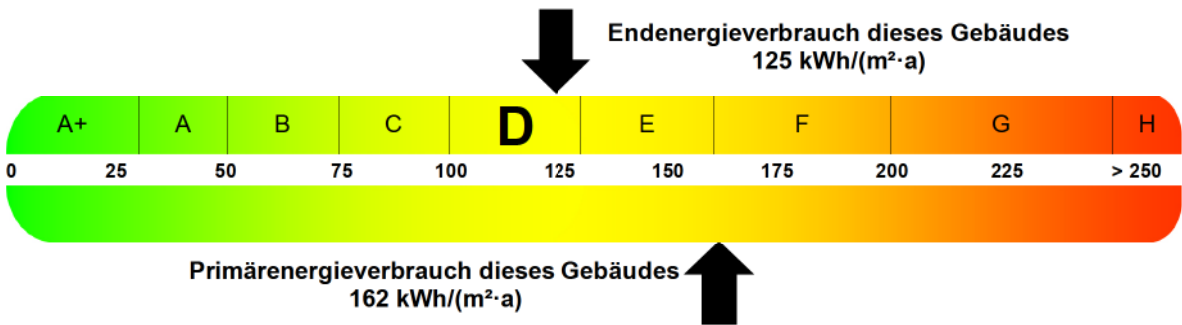 Endenergieverbrauch dieses Gebäudes
125 kWh/(m²·a)
A+ A B C D E F G H
0 25 50 75 100 125 150 175 200 225 > 250
Primärenergieverbrauch dieses Gebäudes
162 kWh/(m²·a)